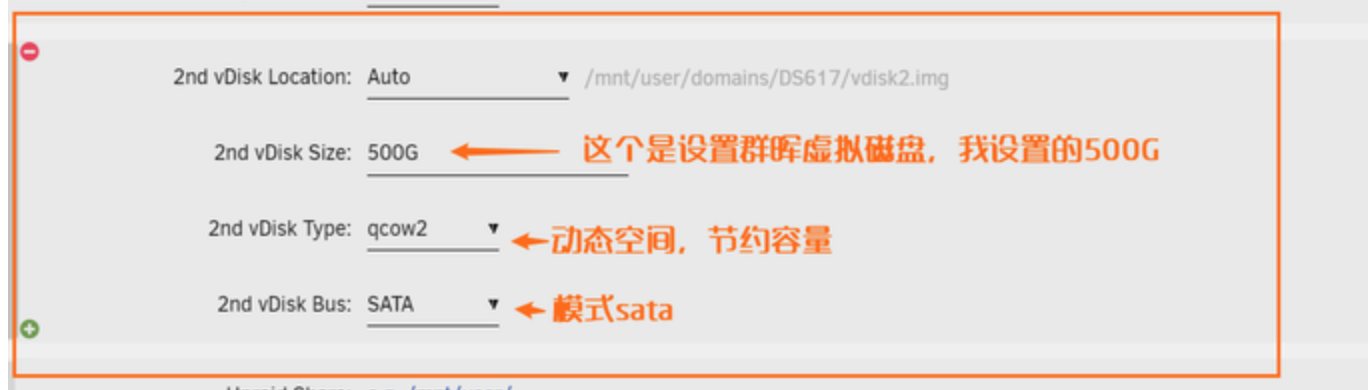 2nd vDisk Location: Auto ▼ /mnt/user/domains/DS617/vdisk2.img
2nd vDisk Size: 500G 这个是设置群晖虚拟磁盘，我设置的500G
2nd vDisk Type: qcow2 ▼ 动态空间，节约容量
2nd vDisk Bus: SATA ▼ 模式sata